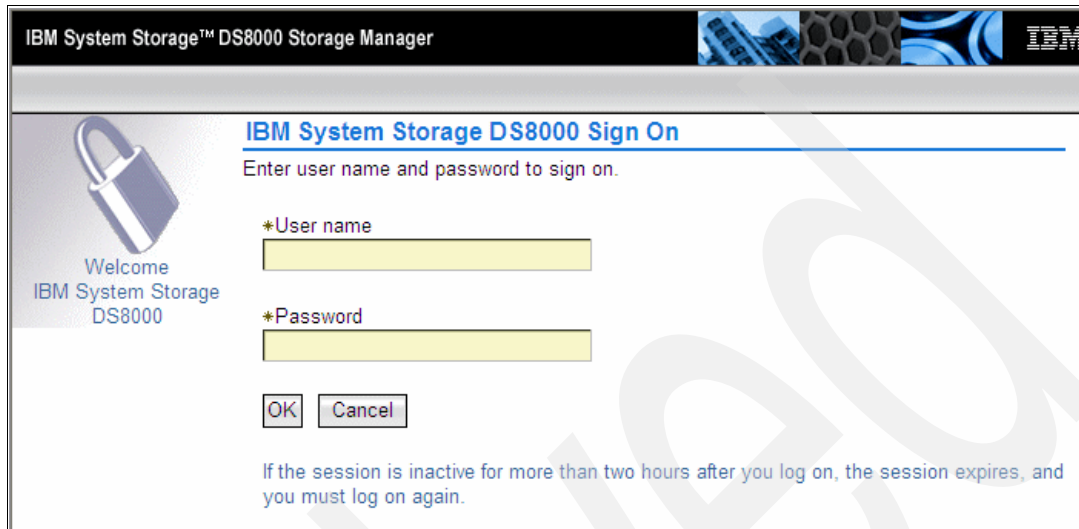 IBM System Storage™ DS8000 Storage Manager
IBM
IBM System Storage DS8000 Sign On
Enter user name and password to sign on.
Welcome
IBM System Storage
DS8000
*User name
*Password
OK Cancel
If the session is inactive for more than two hours after you log on, the session expires, and
you must log on again.